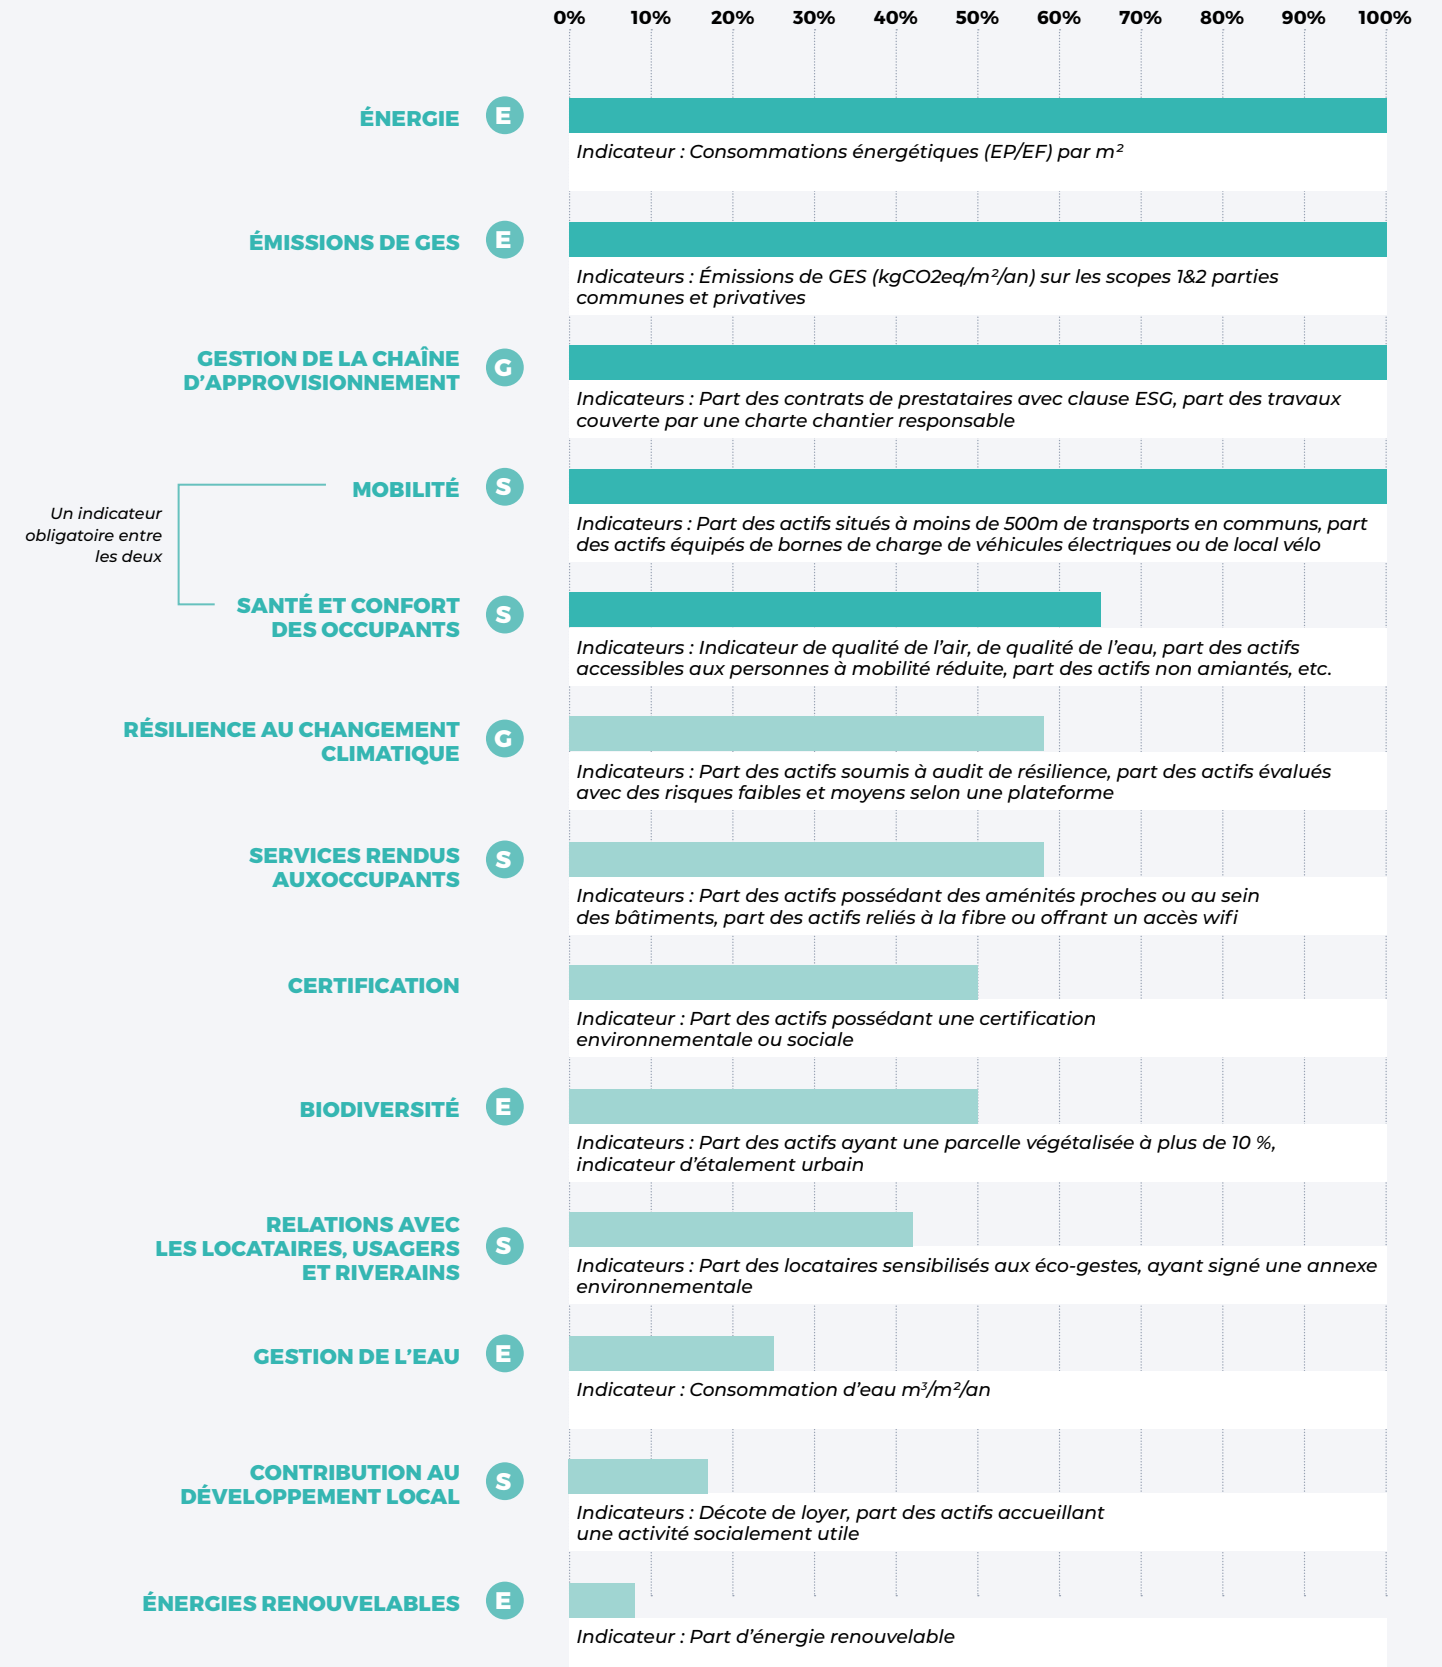 0% 10% 20% 30% 40% 50% 60% 70% 80% 90% 100%
ÉNERGIE
E
Indicateur : Consommations énergétiques (EP/EF) par m²
ÉMISSIONS DE GES
E
Indicateurs : Émissions de GES (kgCO2eq/m²/an) sur les scopes 1&2 parties
communes et privatives
GESTION DE LA CHAÎNE
D’APPROVISIONNEMENT
G
Indicateurs : Part des contrats de prestataires avec clause ESG, part des travaux
couverte par une charte chantier responsable
Un indicateur
obligatoire entre
les deux
MOBILITÉ
S
Indicateurs : Part des actifs situés à moins de 500m de transports en communs, part
des actifs équipés de bornes de charge de véhicules électriques ou de local vélo
SANTÉ ET CONFORT
DES OCCUPANTS
S
Indicateurs : Indicateur de qualité de l’air, de qualité de l’eau, part des actifs
accessibles aux personnes à mobilité réduite, part des actifs non amiantés, etc.
RÉSILIENCE AU CHANGEMENT
CLIMATIQUE
G
Indicateurs : Part des actifs soumis à audit de résilience, part des actifs évalués
avec des risques faibles et moyens selon une plateforme
SERVICES RENDUS
AUXOCCUPANTS
S
Indicateurs : Part des actifs possédant des aménités proches ou au sein
des bâtiments, part des actifs reliés à la fibre ou offrant un accès wifi
CERTIFICATION
Indicateur : Part des actifs possédant une certification
environnementale ou sociale
BIODIVERSITÉ
E
Indicateurs : Part des actifs ayant une parcelle végétalisée à plus de 10 %,
indicateur d’étalement urbain
RELATIONS AVEC
LES LOCATAIRES, USAGERS
ET RIVERAINS
S
Indicateurs : Part des locataires sensibilisés aux éco-gestes, ayant signé une annexe
environnementale
GESTION DE L’EAU
E
Indicateur : Consommation d’eau m³/m²/an
CONTRIBUTION AU
DÉVELOPPEMENT LOCAL
S
Indicateurs : Décote de loyer, part des actifs accueillant
une activité socialement utile
ÉNERGIES RENOUVELABLES
E
Indicateur : Part d’énergie renouvelable